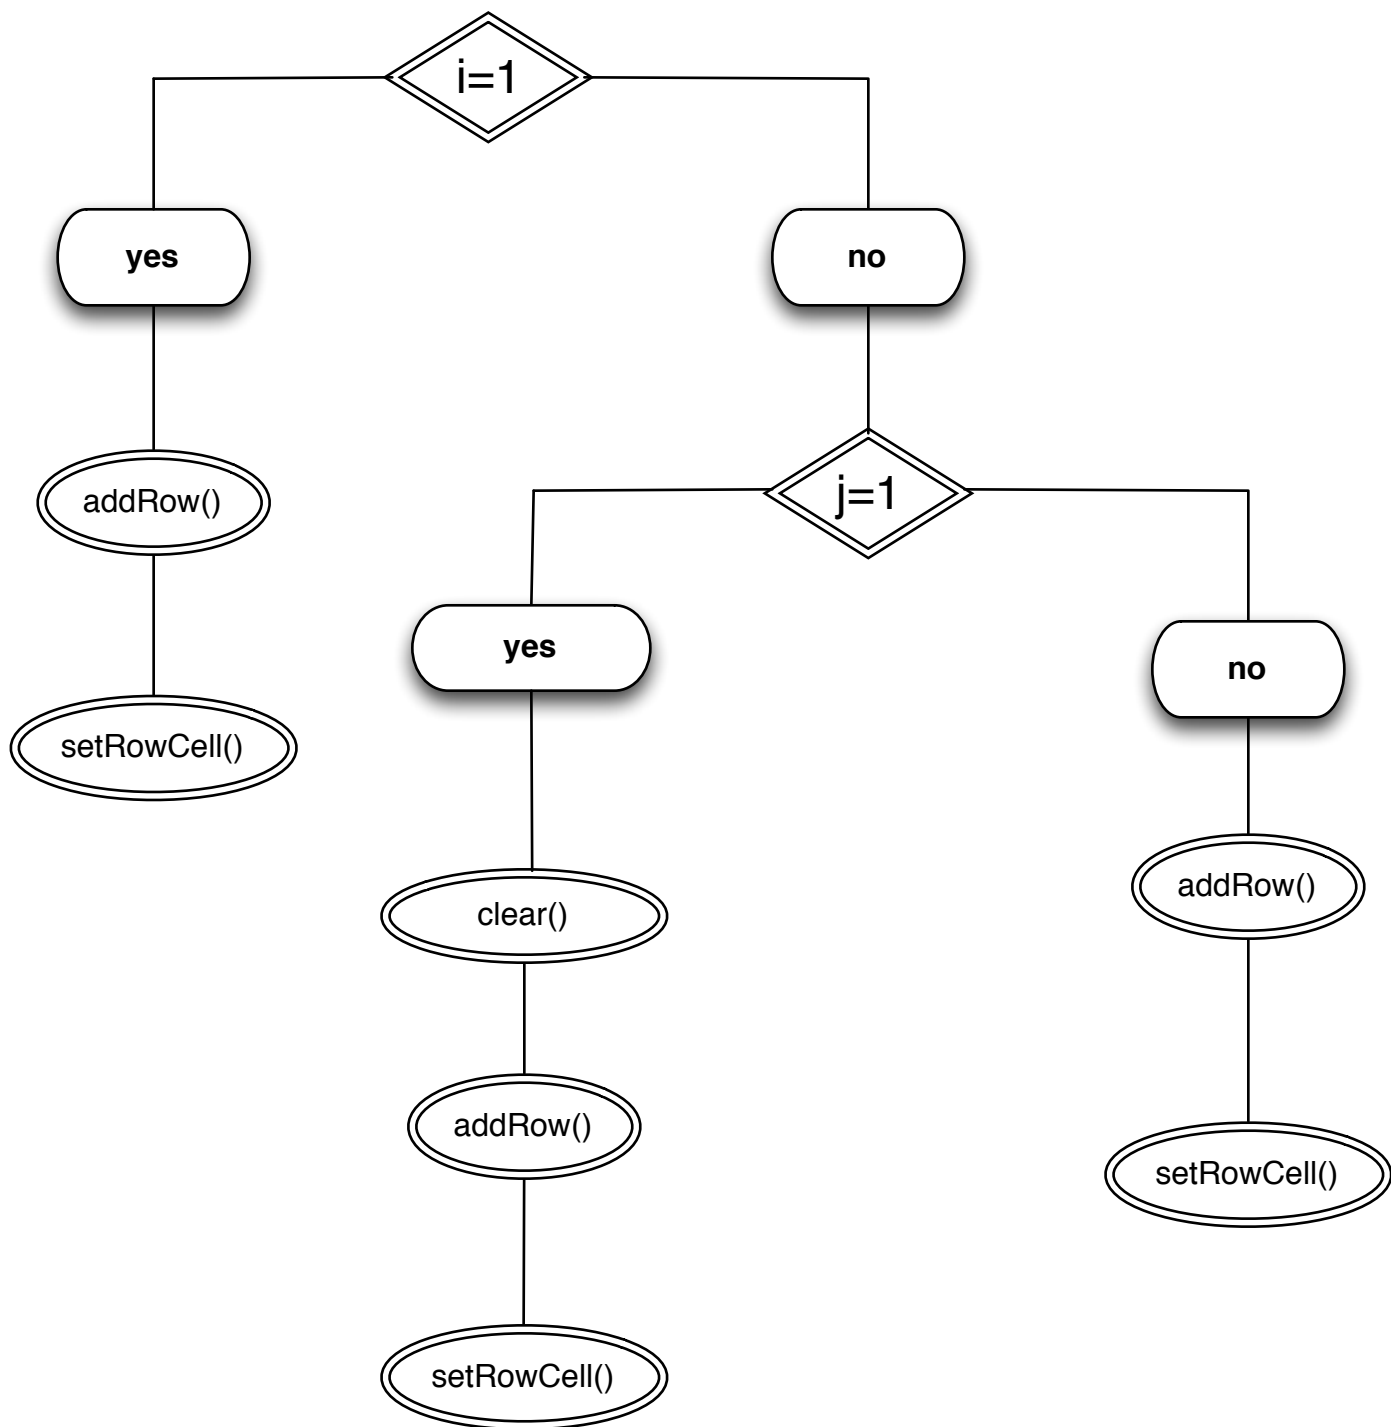 i=1
yes
no
addRow()
j=1
yes
no
setRowCell()
addRow()
clear()
addRow()
setRowCell()
setRowCell()